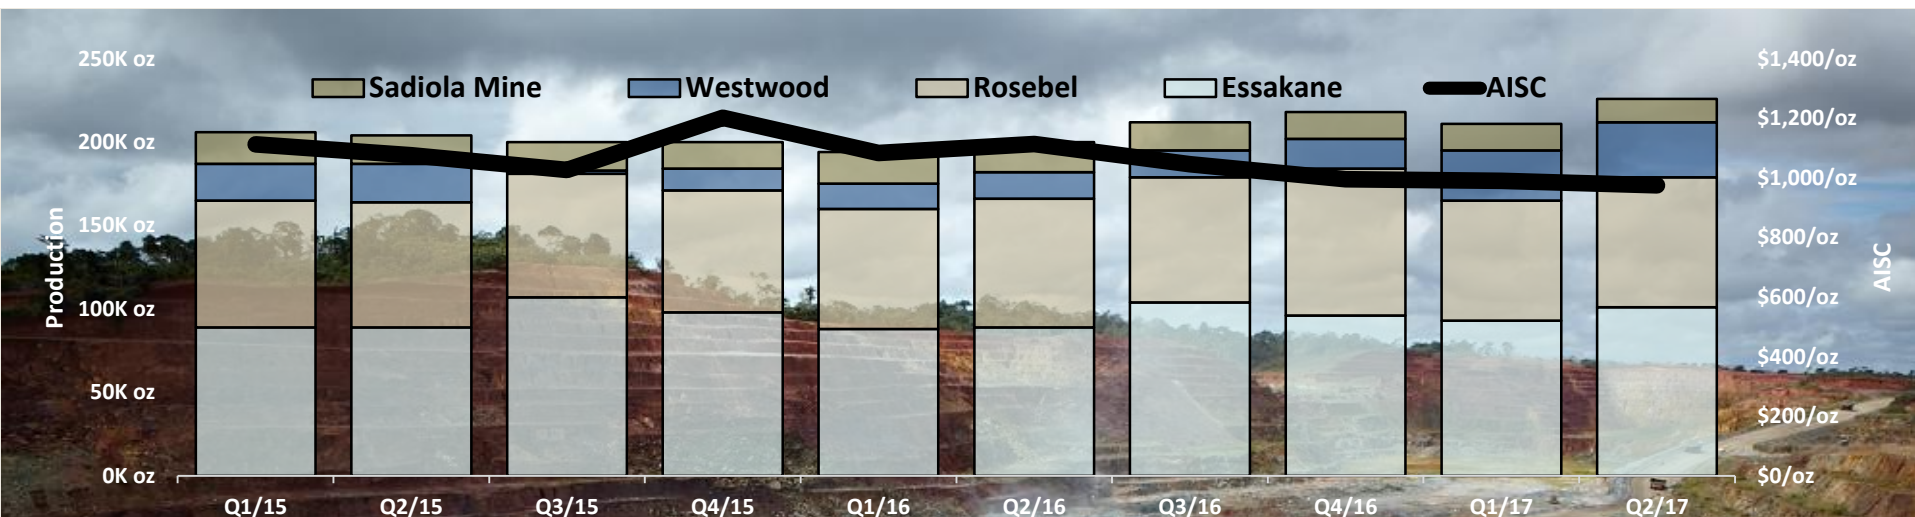 250K oz
200K oz
150K oz
100K oz
50K oz
0K oz
Production
Sadiola Mine Westwood Rosebel Essakane AISC
$1,400/oz
$1,200/oz
$1,000/oz
$800/oz
$600/oz
$400/oz
$200/oz
$0/oz
AISC
Q1/15 Q2/15 Q3/15 Q4/15 Q1/16 Q2/16 Q3/16 Q4/16 Q1/17 Q2/17